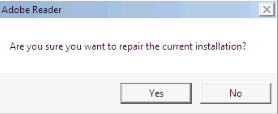 Adobe Reader
Are you sure you want to repair the current installation?
Yes
No